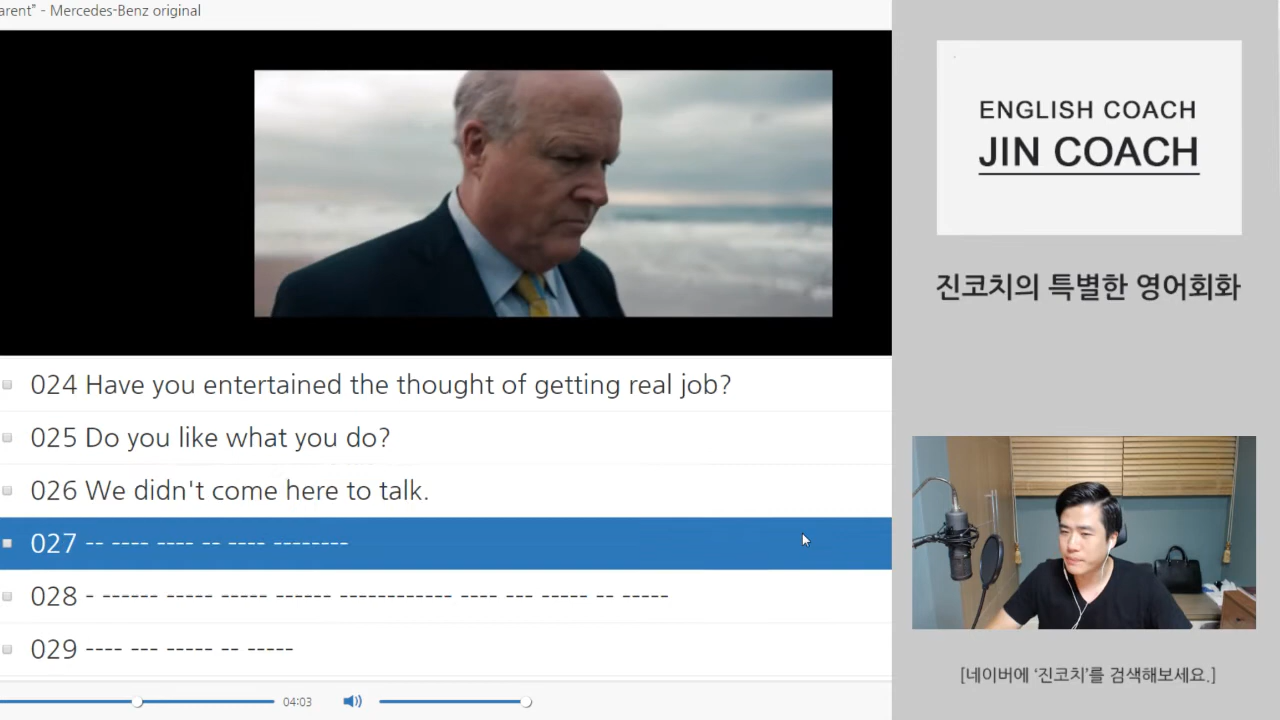 arent" - Mercedes-Benz original
ENGLISH COACH
JIN COACH
진코치의 특별한 영어회화
024 Have you entertained the thought of getting real job?
025 Do you like what you do?
026 We didn't come here to talk.
027 -- ---- ---- -- ---- --------
028 - ------ ----- ----- ------ ------------ ---- --- ----- -- -----
029 ---- --- ----- -- -----
04:03
[네이버에 '진코치'를 검색해보세요.]